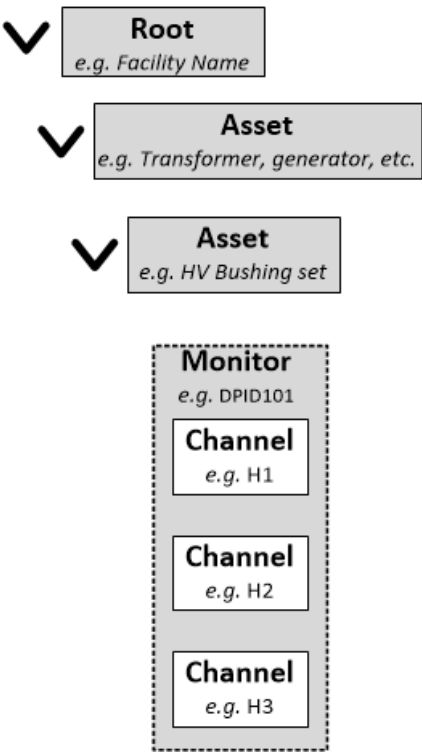 Root
e.g. Facility Name
Asset
e.g. Transformer, generator, etc.
Asset
e.g. HV Bushing set
Monitor
e.g. DPID101
Channel
e.g. H1
Channel
e.g. H2
Channel
e.g. H3